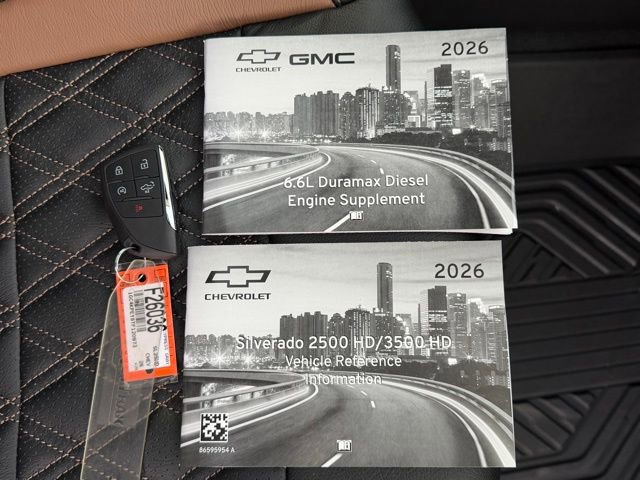 2026
CHEVROLET
GMC
6.6L Duramax Diesel
Engine Supplement
2026
CHEVROLET
Silverado 2500 HD/3500 HD
Vehicle Reference
Information
86595954 A
F26036